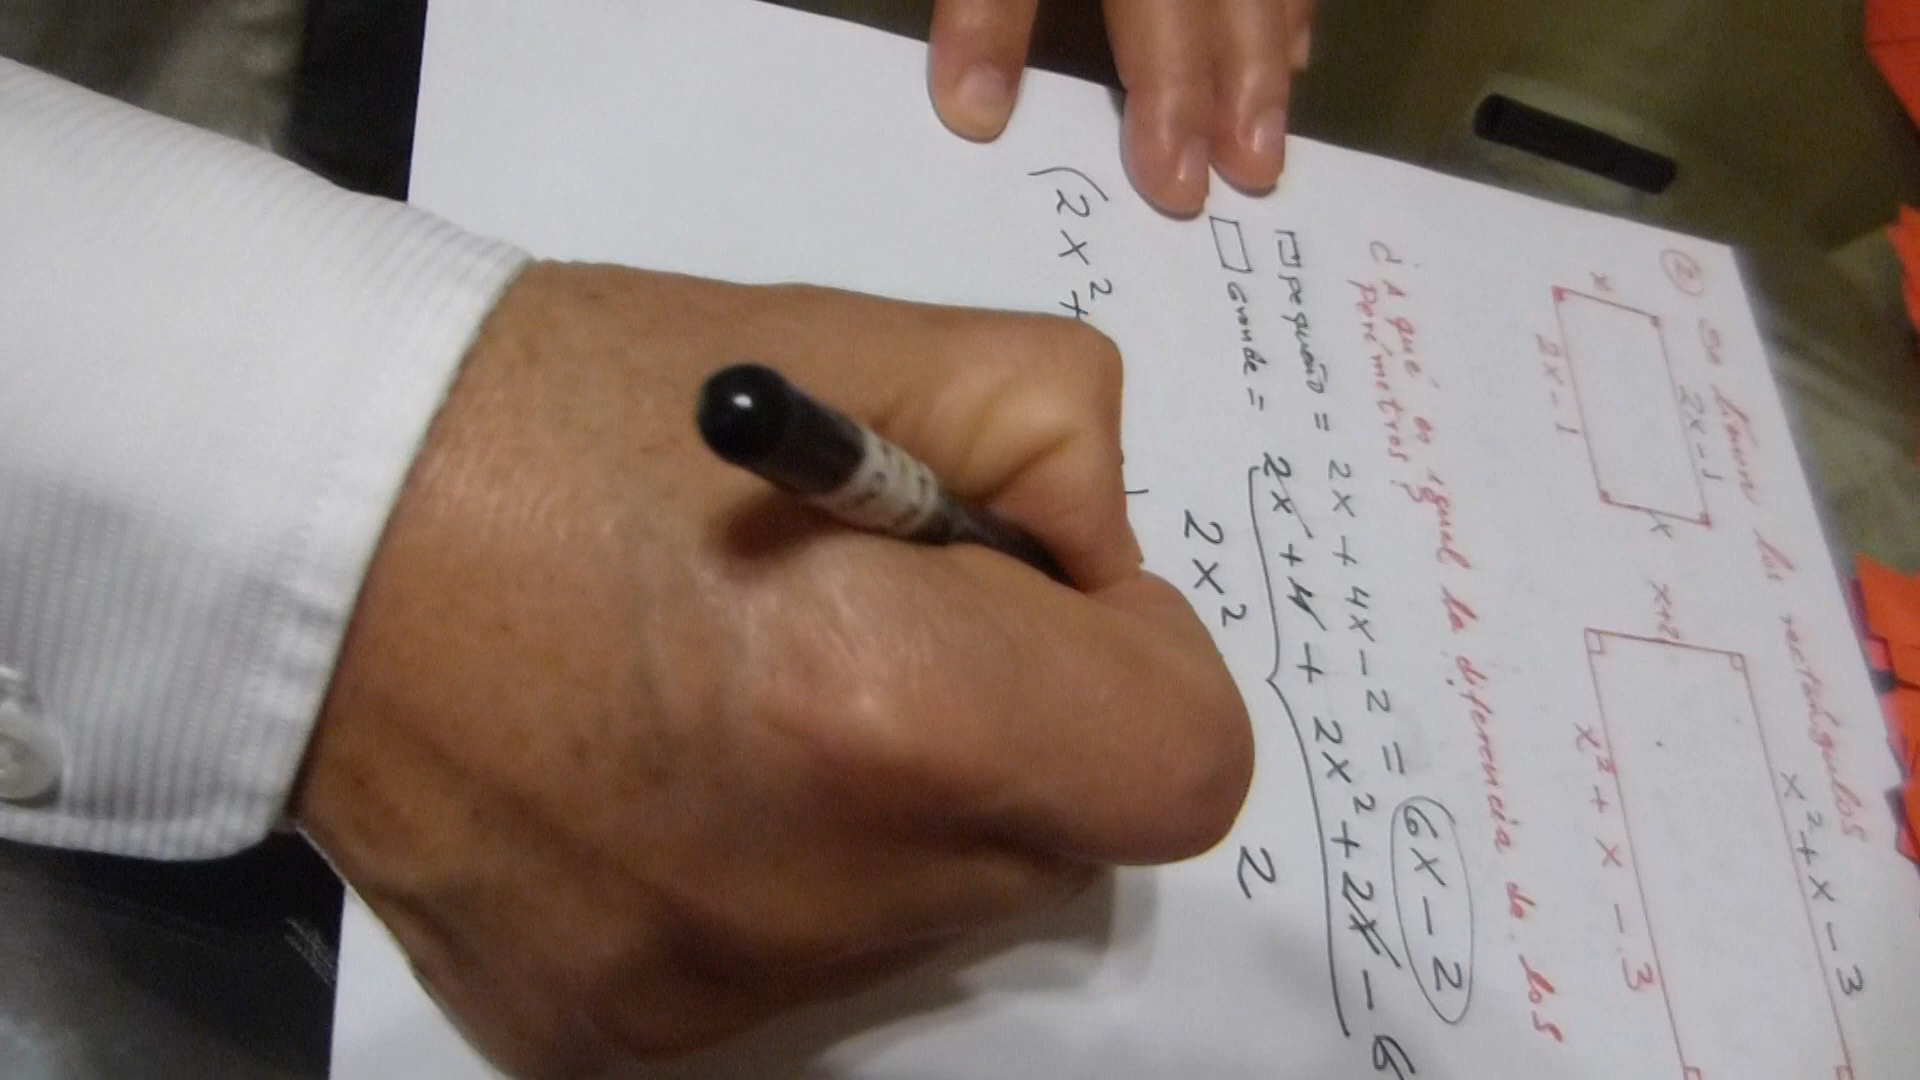 ② Se tienen los rectángulos
x
2x-1
x
2x-1
x+2
x²+x-3
x²+x-3
¿A qué es igual la diferencia de los
perímetros?
pequeño = 2x+4x-2 = 6x-2
Grande = 2x+4+2x²+2x-6
2x² 2
(2x²+